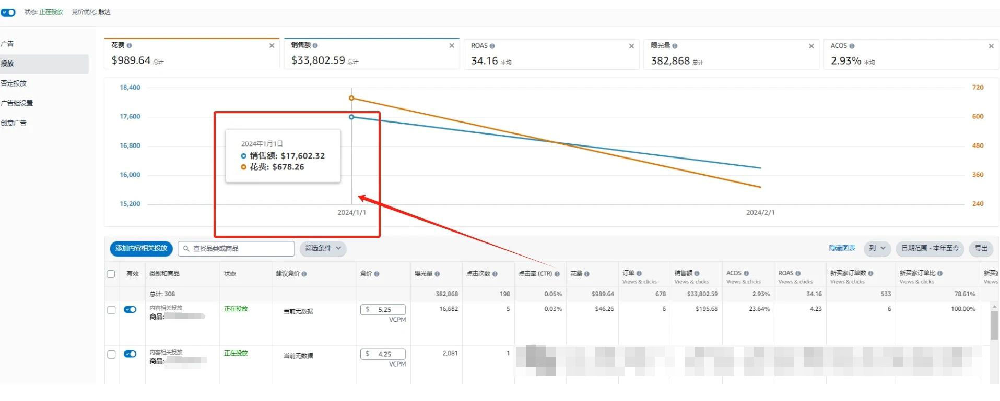 状态: 正在投放 竞价优化: 触达
广告
投放
否定投放
广告组设置
创意广告
花费
$989.64 总计
销售额
$33,802.59 总计
ROAS
34.16 平均
曝光量
382,868 总计
ACOS
2.93% 平均
18,400
17,600
16,800
16,000
15,200
720
600
480
360
240
2024年1月1日
销售额: $17,602.32
花费: $678.26
2024/1/1
2024/2/1
添加内容相关投放
查找品类或商品
筛选条件
隐藏图表
列
日期范围 - 本年至今
导出
有效 类别和商品 状态 建议竞价 竞价 曝光量 点击次数 点击率 (CTR) 花费 订单 销售额 ACOS ROAS 新买家订单数 新买家订单比 新买家
Views & clicks Views & clicks Views & clicks Views & clicks Views & clicks Views & clicks Views
总计: 308 382,868 198 0.05% $989.64 678 $33,802.59 2.93% 34.16 533 78.61%
内容相关投放 正在投放 当前无数据 $ 5.25 16,682 5 0.03% $46.26 6 $195.68 23.64% 4.23 6 100.00%
商品: VCPM
内容相关投放 正在投放 当前无数据 $ 4.25 2,081 1
商品: VCPM